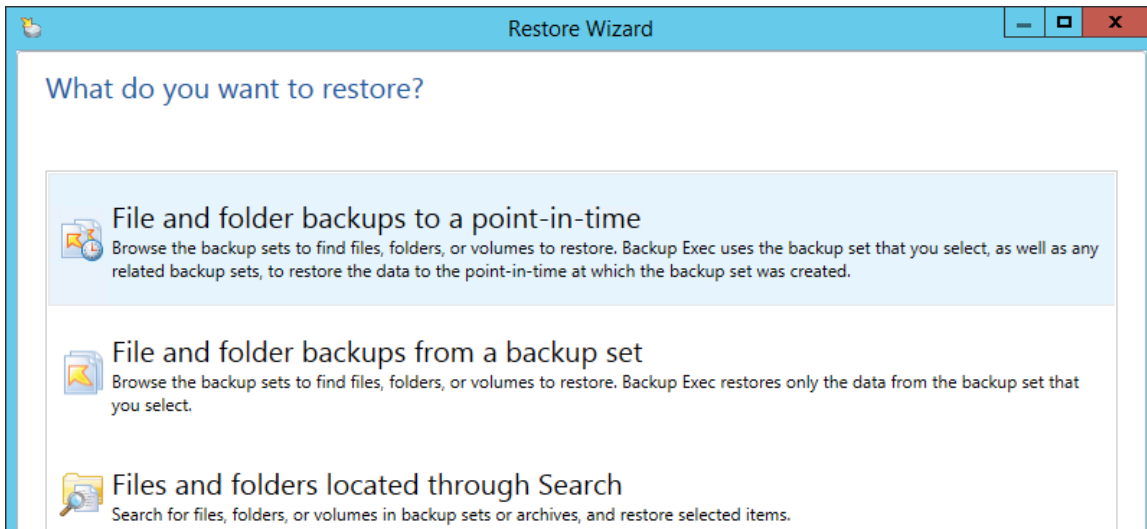 Restore Wizard
What do you want to restore?
File and folder backups to a point-in-time
Browse the backup sets to find files, folders, or volumes to restore. Backup Exec uses the backup set that you select, as well as any
related backup sets, to restore the data to the point-in-time at which the backup set was created.
File and folder backups from a backup set
Browse the backup sets to find files, folders, or volumes to restore. Backup Exec restores only the data from the backup set that
you select.
Files and folders located through Search
Search for files, folders, or volumes in backup sets or archives, and restore selected items.